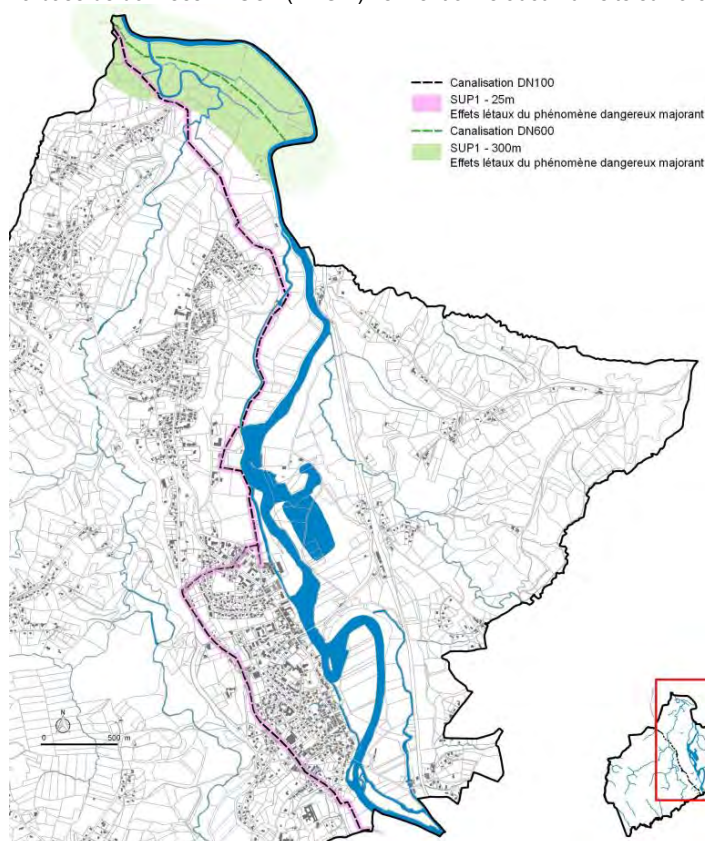 Canalisation DN100
SUP1 - 25m
Effets létaux du phénomène dangereux majorant
Canalisation DN600
SUP1 - 300m
Effets létaux du phénomène dangereux majorant
N
0 500 m